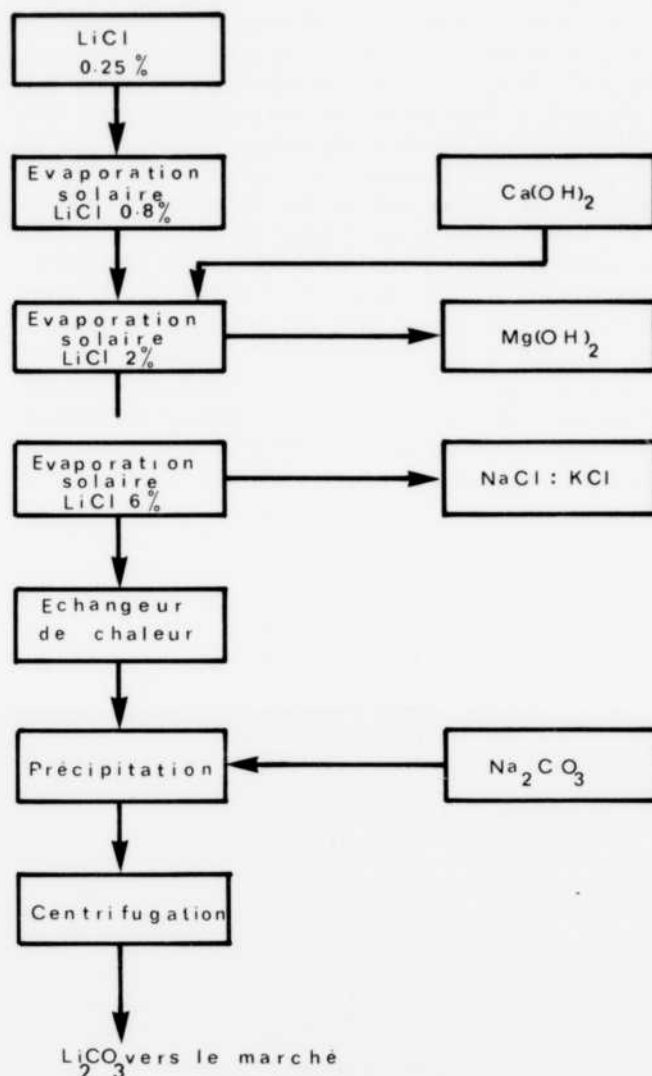 LiCl
0.25 %
Evaporation
solaire
LiCl 0.8%
Ca(OH)2
Evaporation
solaire
LiCl 2%
Mg(OH)2
Evaporation
solaire
LiCl 6%
NaCl : KCl
Echangeur
de chaleur
Précipitation
Na2CO3
Centrifugation
Li2CO3 vers le marché